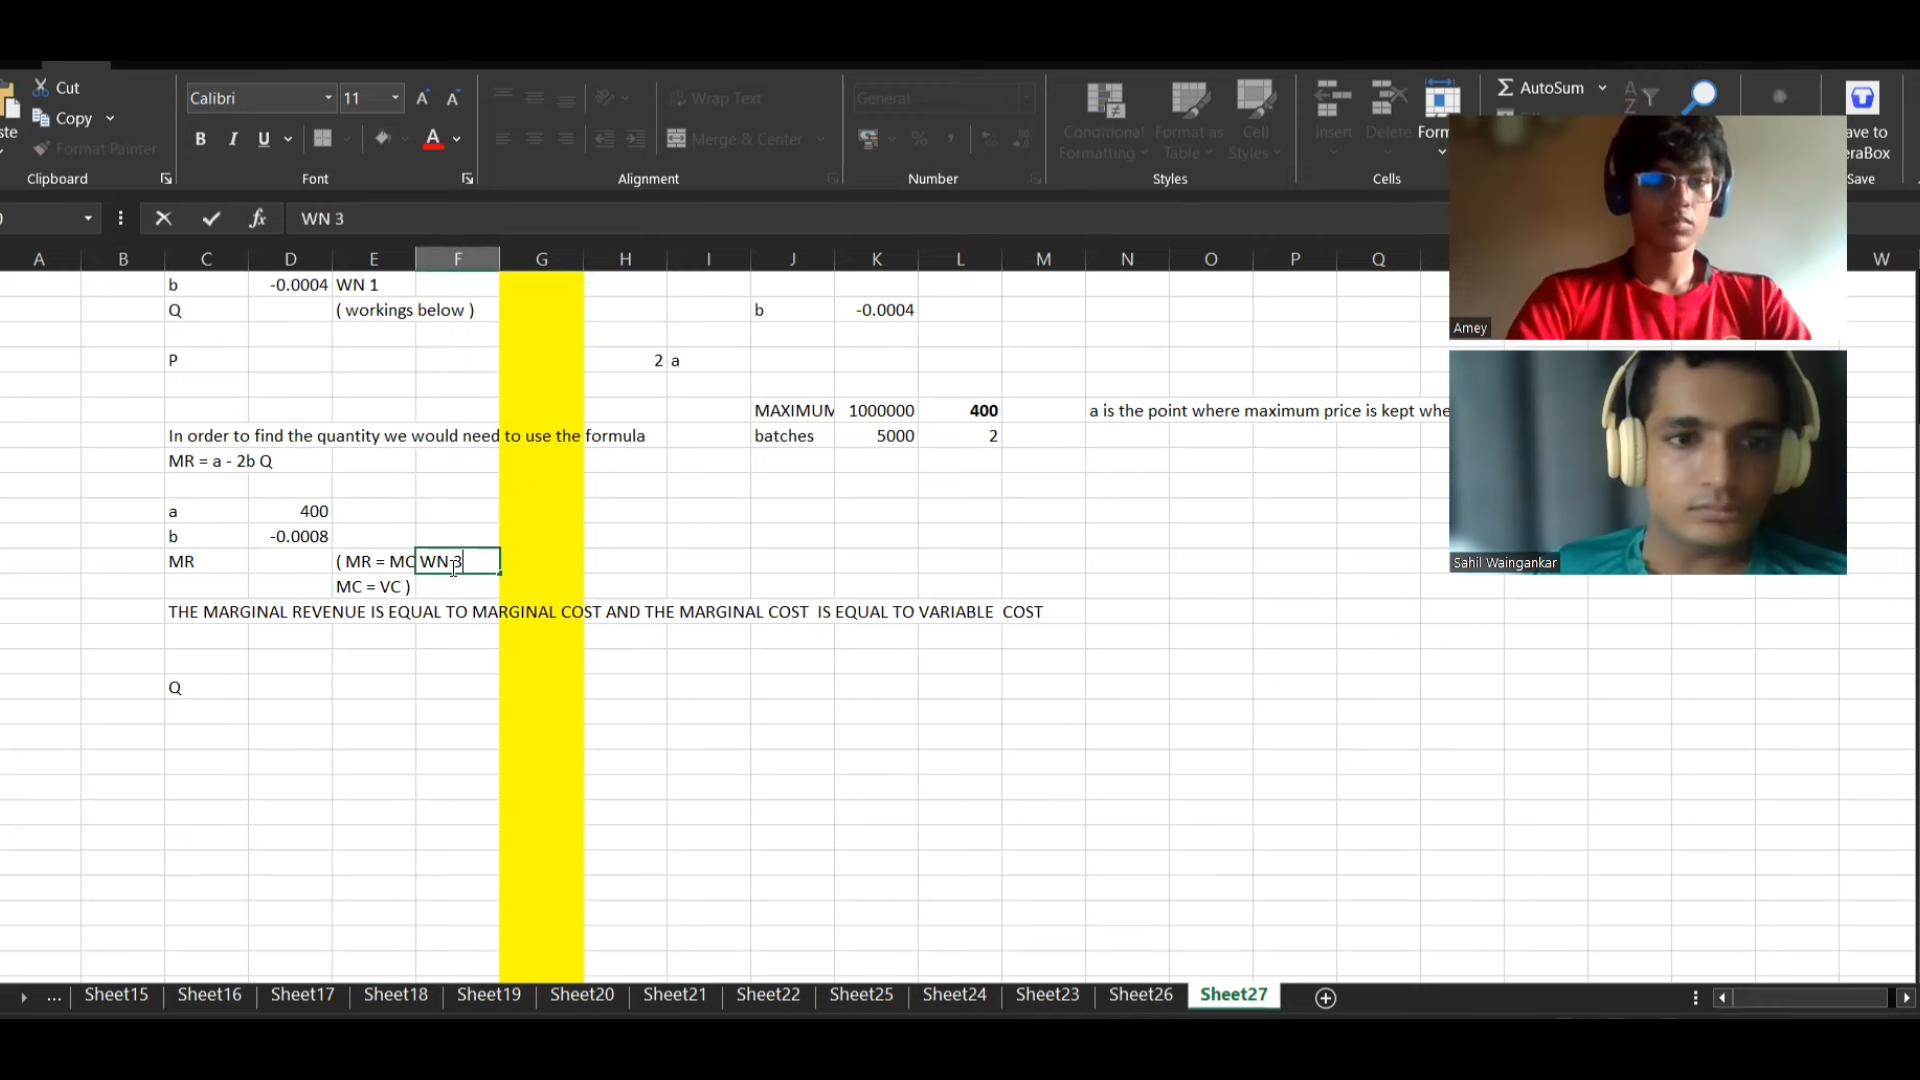 Cut
Copy
Format Painter
Clipboard
Calibri
11
B I U A
Font
Wrap Text
Merge & Center
Alignment
General
Number
Conditional Formatting
Format as Table
Cell Styles
Styles
Insert
Delete
Cells
AutoSum
Save
WN 3
A B C D E F G H I J K L M N O P Q W
b -0.0004 WN 1
Q ( workings below ) b -0.0004
P 2 a
MAXIMUM 1000000 400 a is the point where maximum price is kept whe
In order to find the quantity we would need to use the formula batches 5000 2
MR = a - 2b Q
a 400
b -0.0008
MR ( MR = MC WN 3
MC = VC )
THE MARGINAL REVENUE IS EQUAL TO MARGINAL COST AND THE MARGINAL COST IS EQUAL TO VARIABLE COST
Q
Amey
Sahil Waingankar
... Sheet15 Sheet16 Sheet17 Sheet18 Sheet19 Sheet20 Sheet21 Sheet22 Sheet25 Sheet24 Sheet23 Sheet26 Sheet27